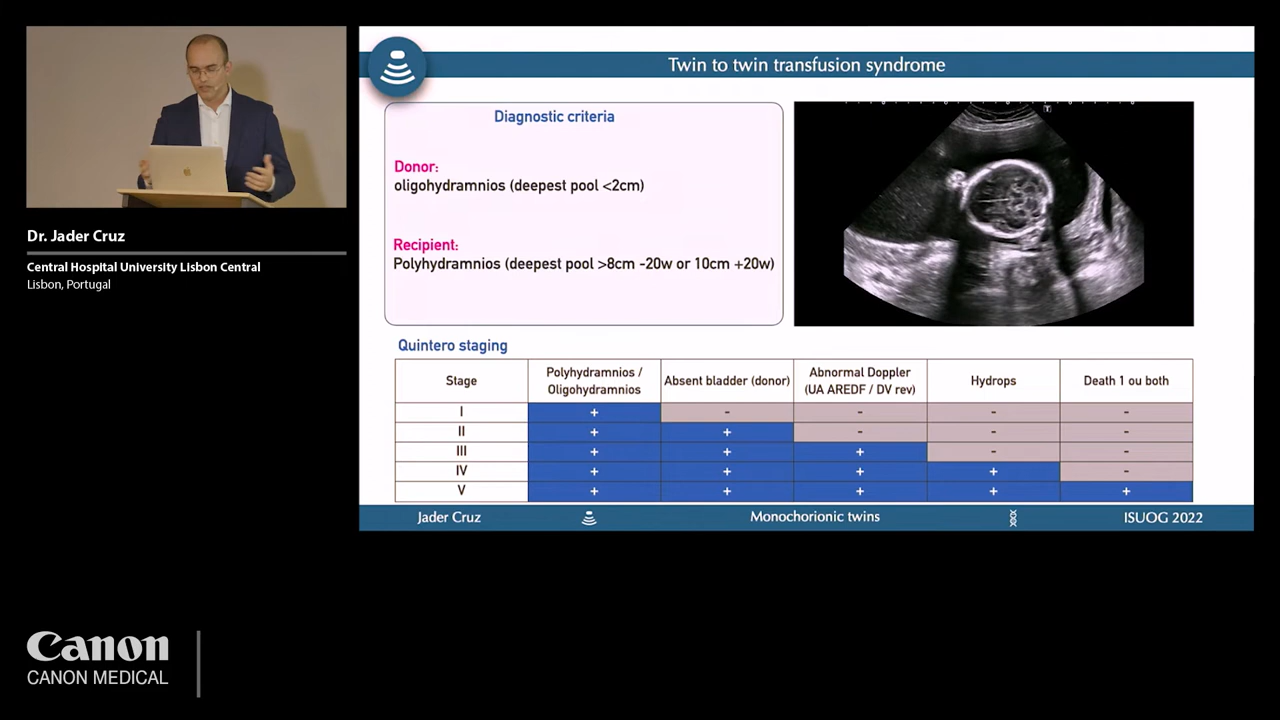 Twin to twin transfusion syndrome
Diagnostic criteria
Donor:
oligohydramnios (deepest pool <2cm)
Recipient:
Polyhydramnios (deepest pool >8cm -20w or 10cm +20w)
T
Dr. Jader Cruz
Central Hospital University Lisbon Central
Lisbon, Portugal
Quintero staging
Stage
Polyhydramnios /
Oligohydramnios
Absent bladder (donor)
Abnormal Doppler
(UA AREDF / DV rev)
Hydrops
Death 1 ou both
I + - - - -
II + + - - -
III + + + - -
IV + + + + -
V + + + + +
Jader Cruz
Monochorionic twins
ISUOG 2022
Canon
CANON MEDICAL